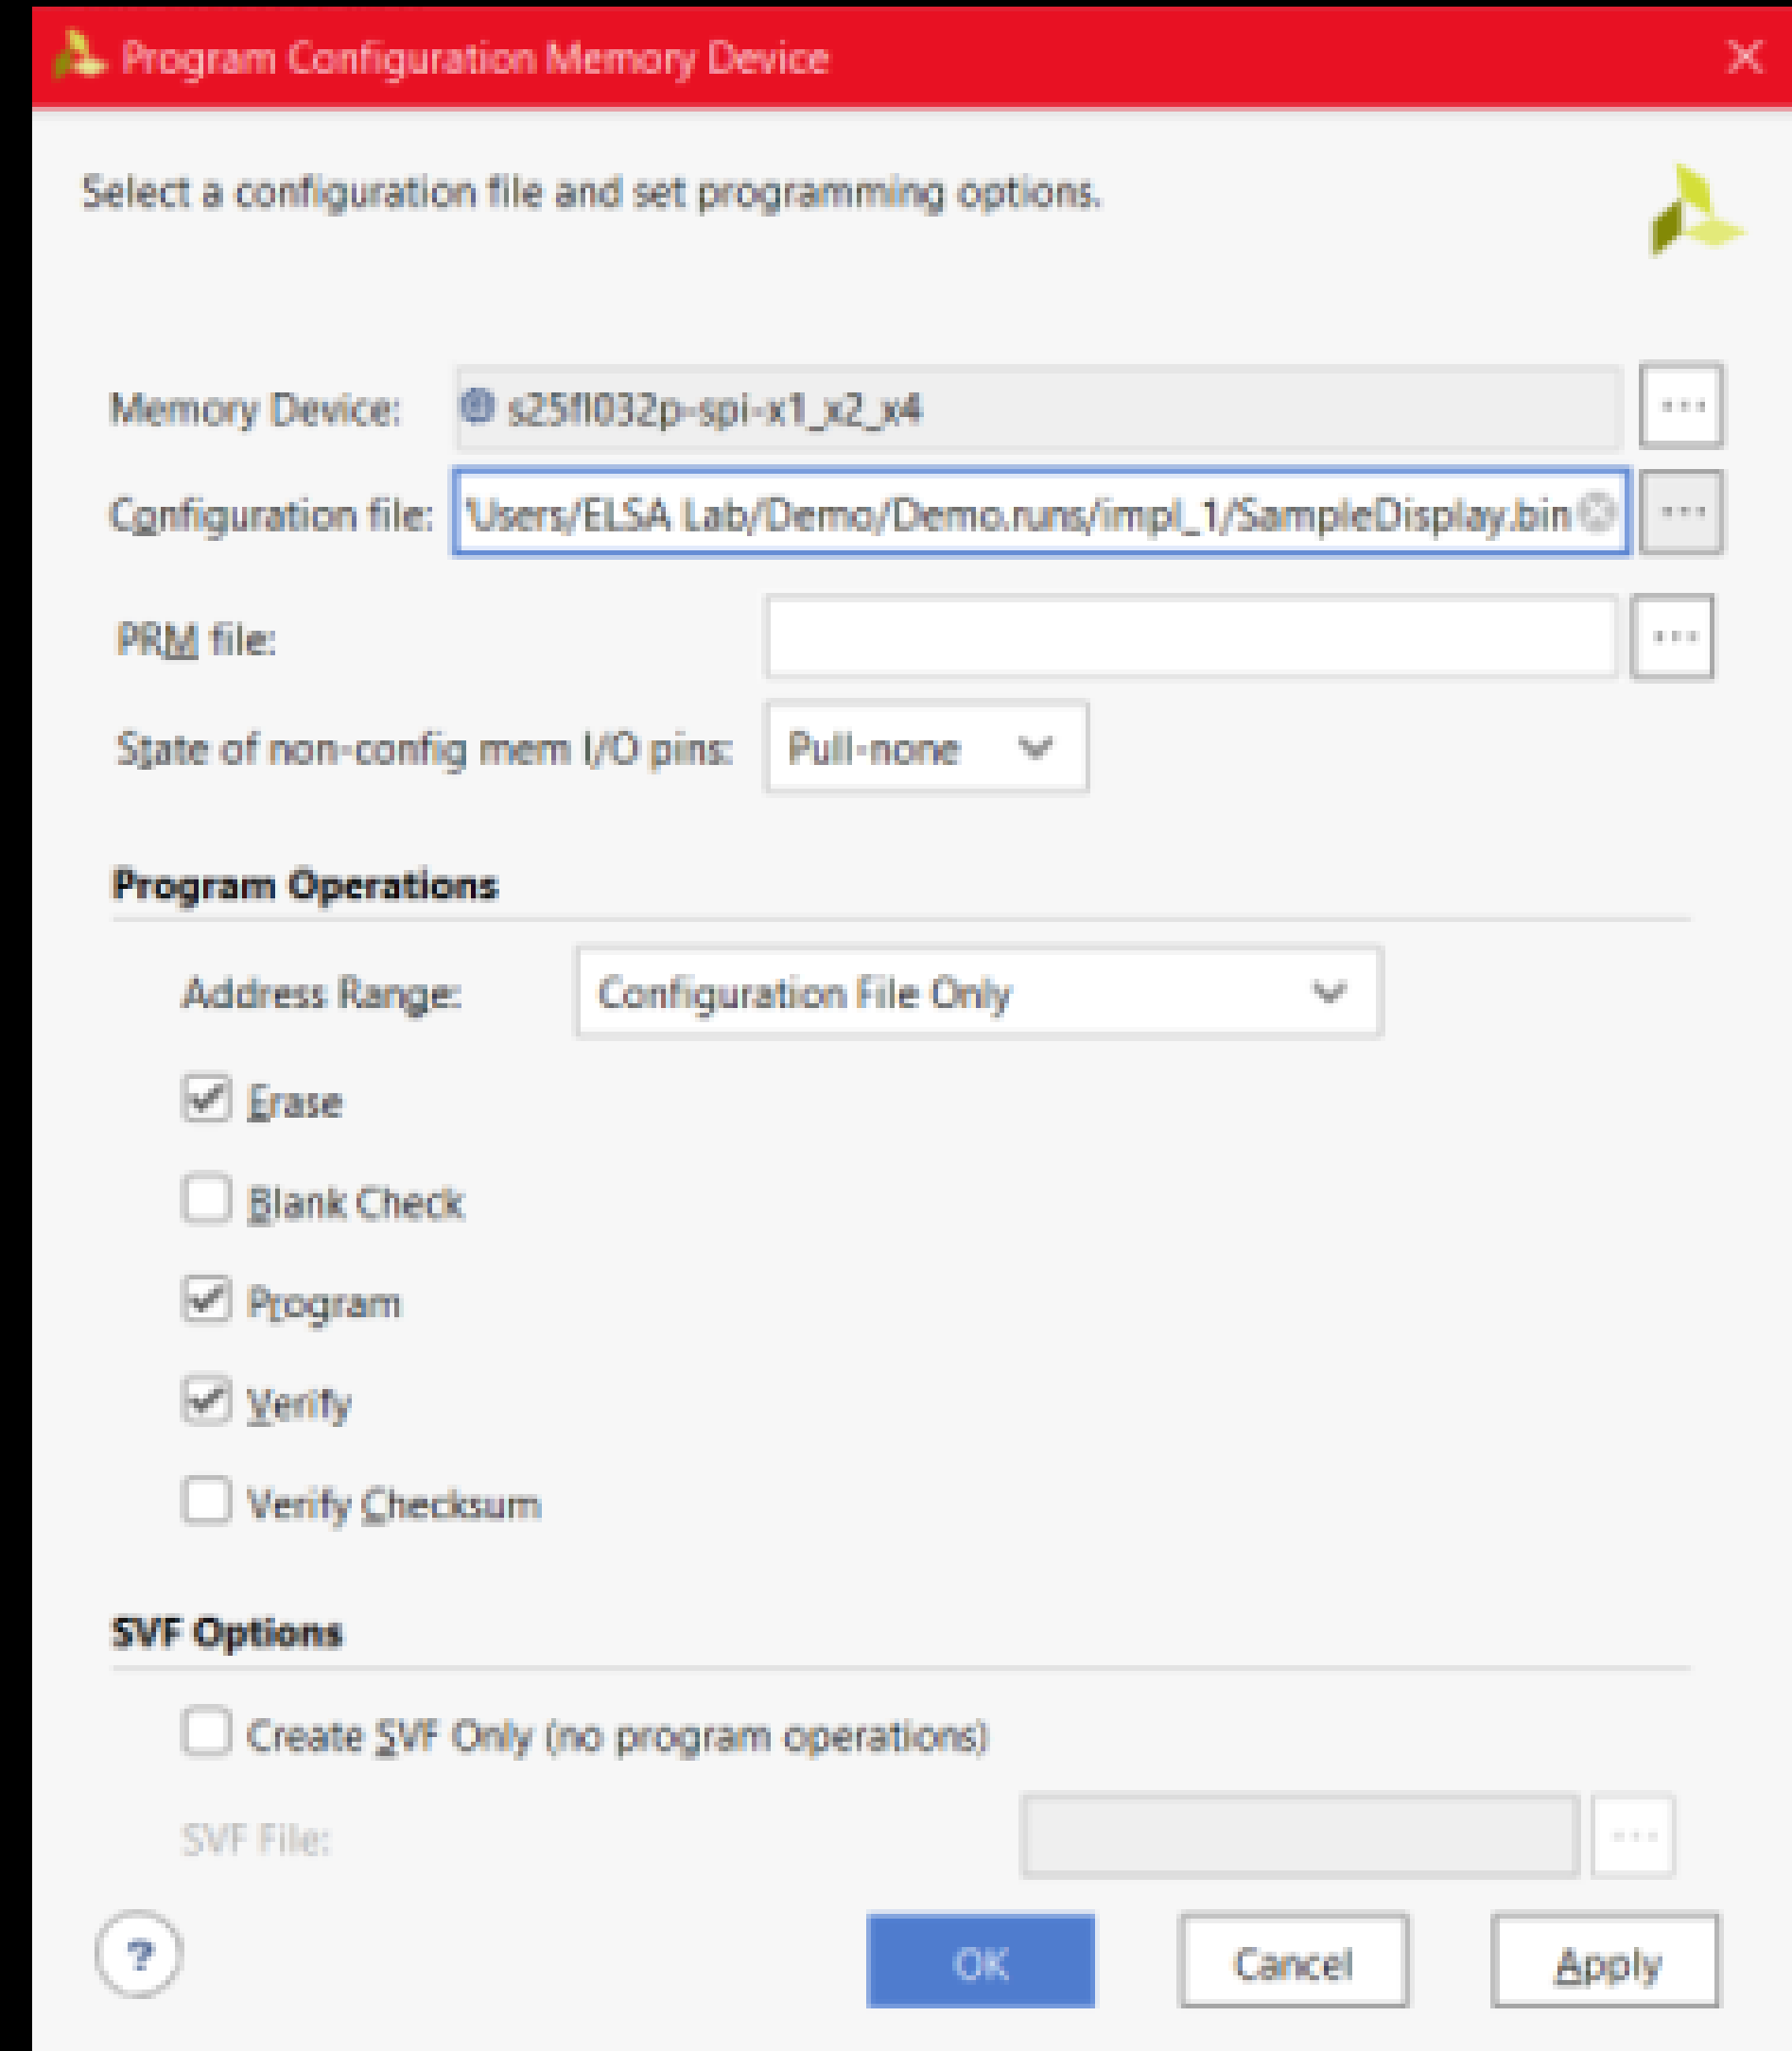 Program Configuration Memory Device
Select a configuration file and set programming options.
Memory Device: s25fl032p-spi-x1_x2_x4 ...
Configuration file: Users/ELSA Lab/Demo/Demo.runs/impl_1/SampleDisplay.bin ...
PRM file: ...
State of non-config mem I/O pins: Pull-none
Program Operations
Address Range: Configuration File Only
Erase
Blank Check
Program
Verify
Verify Checksum
SVF Options
Create SVF Only (no program operations)
SVF File: ...
? OK Cancel Apply